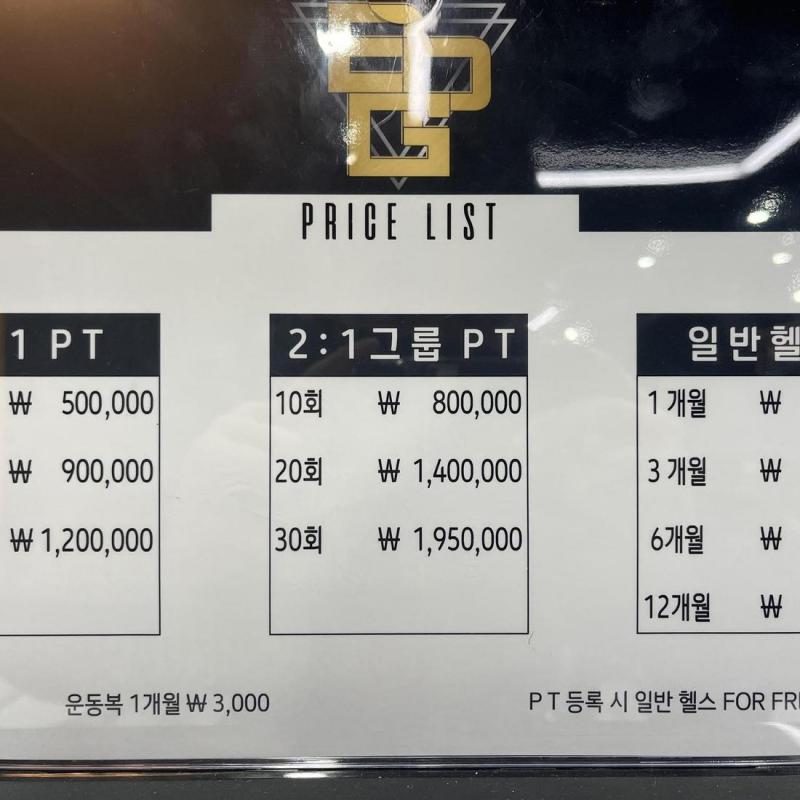 PRICE LIST
1 PT
₩ 500,000
₩ 900,000
₩ 1,200,000
2:1그룹 PT
10회 ₩ 800,000
20회 ₩ 1,400,000
30회 ₩ 1,950,000
일반헬
1개월 ₩
3개월 ₩
6개월 ₩
12개월 ₩
운동복 1개월 ₩ 3,000
PT 등록 시 일반 헬스 FOR FR